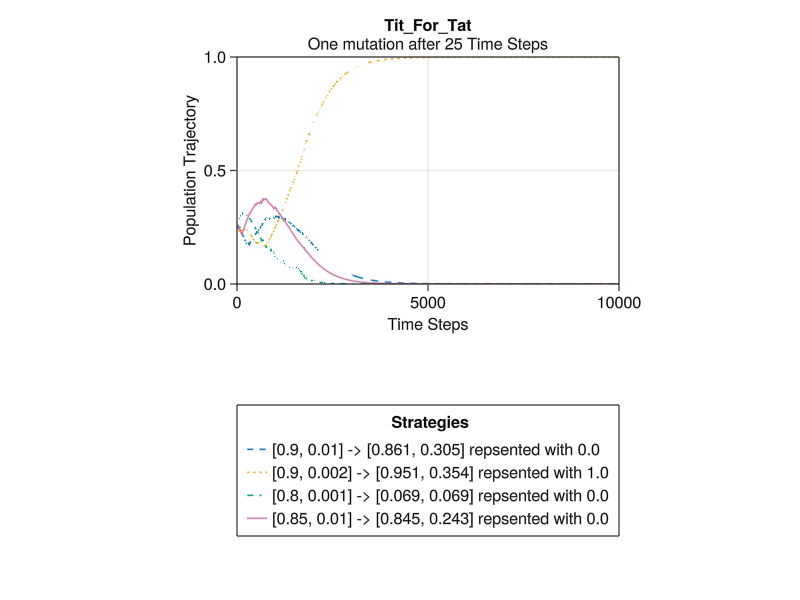 Tit_For_Tat
One mutation after 25 Time Steps
Population Trajectory
1.0
0.5
0.0
0
5000
10000
Time Steps
Strategies
[0.9, 0.01] -> [0.861, 0.305] repsented with 0.0
[0.9, 0.002] -> [0.951, 0.354] repsented with 1.0
[0.8, 0.001] -> [0.069, 0.069] repsented with 0.0
[0.85, 0.01] -> [0.845, 0.243] repsented with 0.0